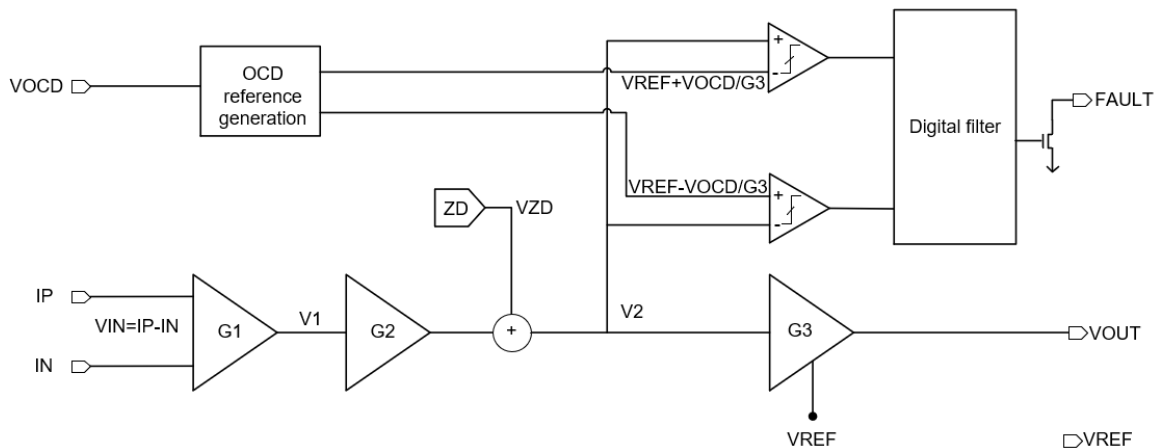 VOCD
OCD
reference
generation
+
-
VREF+VOCD/G3
Digital filter
FAULT
VREF-VOCD/G3
+
-
ZD
VZD
IP
VIN=IP-IN
IN
G1
V1
G2
+
V2
G3
VOUT
VREF
VREF